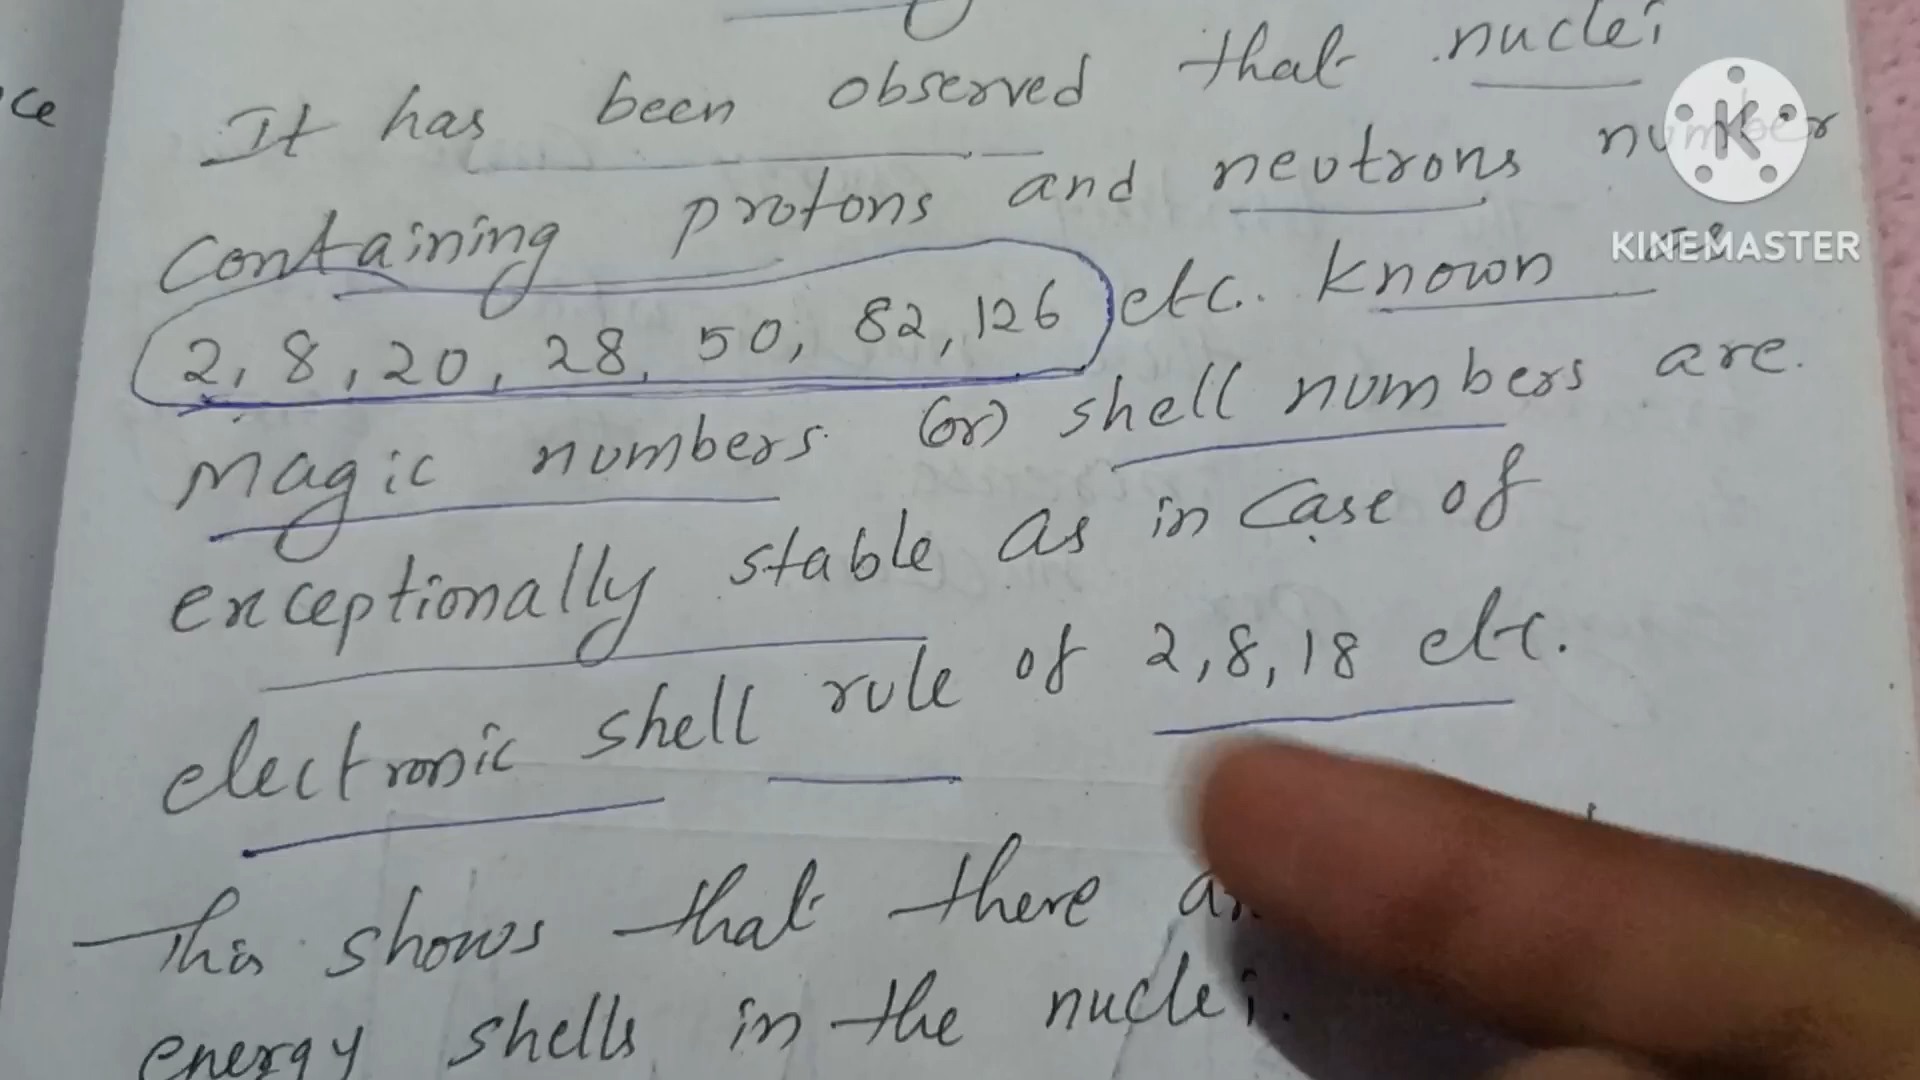 ce
It has been observed that nuclei
containing protons and neutrons number
2, 8, 20, 28, 50, 82, 126 etc. known as
Magic numbers (or) shell numbers are.
exceptionally stable as in case of
electronic shell rule of 2, 8, 18 etc.
This shows that there
energy shells in the nuclei.
KINEMASTER